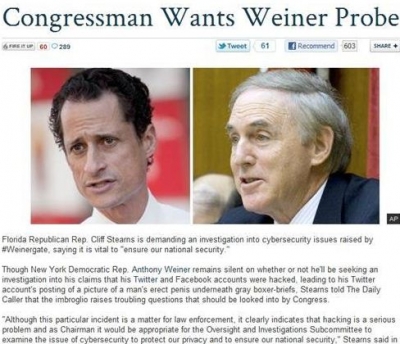 Congressman Wants Weiner Probe
FIRE IT UP 60 289 Tweet 61 Recommend 603 SHARE +
AP
Florida Republican Rep. Cliff Stearns is demanding an investigation into cybersecurity issues raised by
#Weinergate, saying it is vital to "ensure our national security."
Though New York Democratic Rep. Anthony Weiner remains silent on whether or not he'll be seeking an
investigation into his claims that his Twitter and Facebook accounts were hacked, leading to his Twitter
account's posting of a picture of a man's erect penis underneath gray boxer-briefs, Stearns told The Daily
Caller that the imbroglio raises troubling questions that should be looked into by Congress.
"Although this particular incident is a matter for law enforcement, it clearly indicates that hacking is a serious
problem and as Chairman it would be appropriate for the Oversight and Investigations Subcommittee to
examine the issue of cybersecurity to protect our privacy and to ensure our national security," Stearns said in